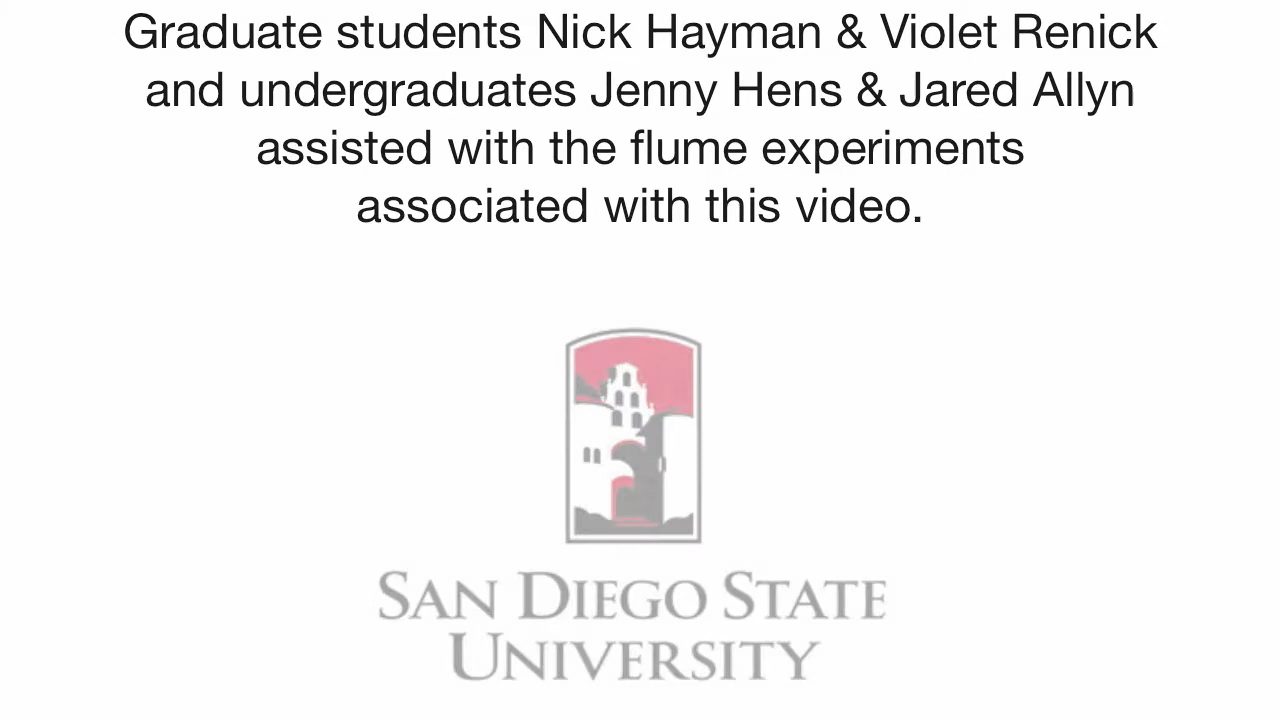 Graduate students Nick Hayman & Violet Renick
and undergraduates Jenny Hens & Jared Allyn
assisted with the flume experiments
associated with this video.
SAN DIEGO STATE
UNIVERSITY